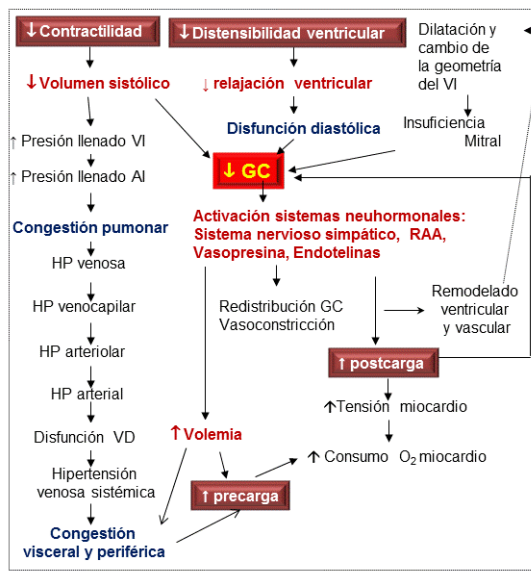 ↓ Contractilidad
↓ Distensibilidad ventricular
Dilatación y
cambio de
la geometría
del VI
↓ Volumen sistólico
↓ relajación ventricular
Insuficiencia
Mitral
↑ Presión llenado VI
Disfunción diastólica
↑ Presión llenado AI
↓ GC
Congestión pumonar
Activación sistemas neuhormonales:
Sistema nervioso simpático, RAA,
Vasopresina, Endotelinas
HP venosa
HP venocapilar
Redistribución GC
Vasoconstricción
Remodelado
ventricular
y vascular
HP arteriolar
↑ postcarga
HP arterial
↑Tensión miocardio
Disfunción VD
↑ Volemia
↑ Consumo O2 miocardio
Hipertensión
venosa sistémica
↑ precarga
Congestión
visceral y periférica